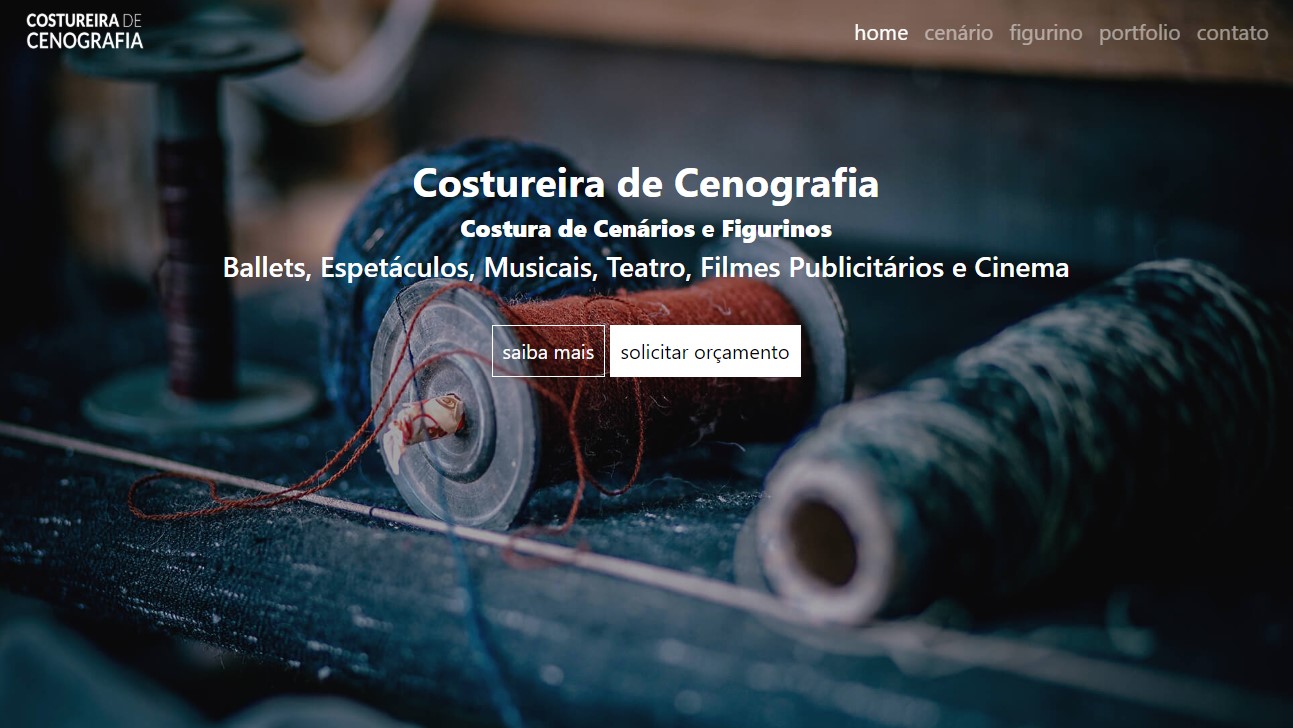 COSTUREIRA DE
CENOGRAFIA
home cenário figurino portfolio contato
Costureira de Cenografia
Costura de Cenários e Figurinos
Ballets, Espetáculos, Musicais, Teatro, Filmes Publicitários e Cinema
saiba mais solicitar orçamento